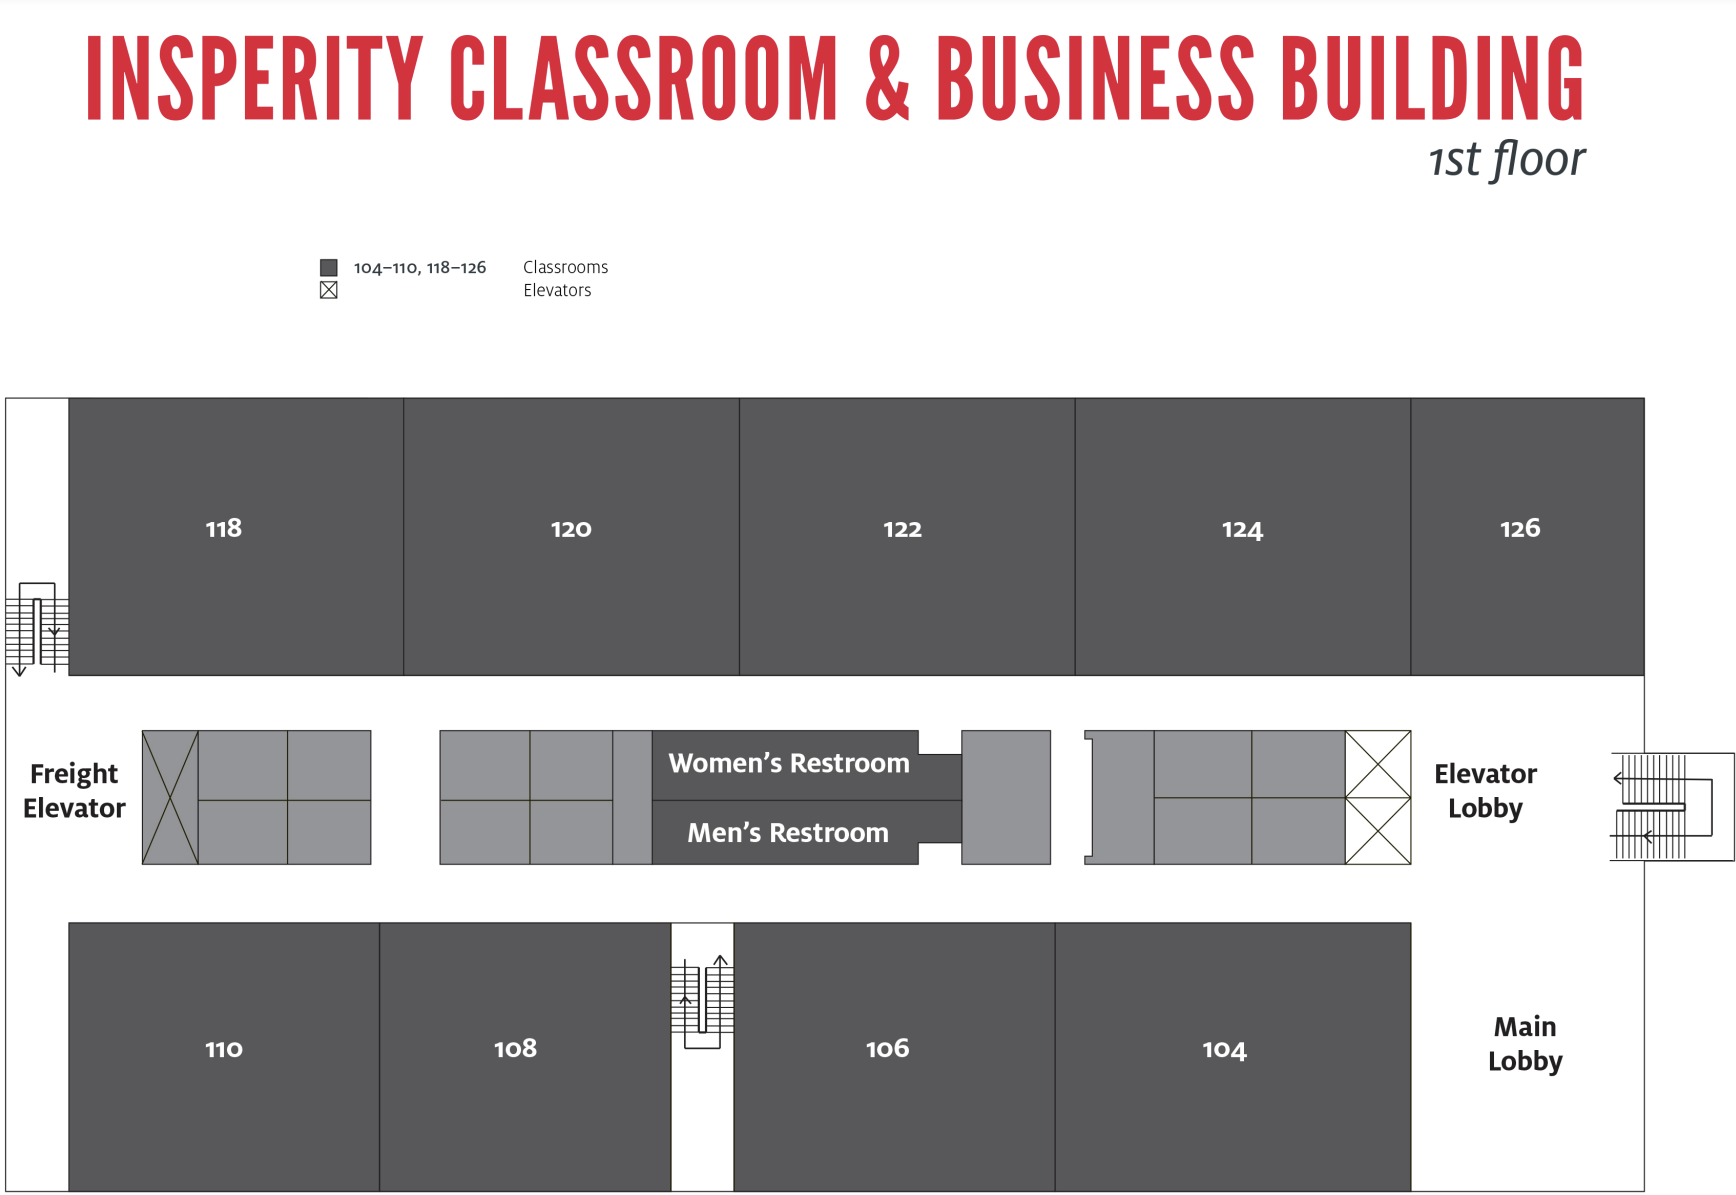 INSPERITY CLASSROOM & BUSINESS BUILDING
1st floor
104–110, 118–126 Classrooms
Elevators
118 120 122 124 126
Freight
Elevator
Women’s Restroom
Men’s Restroom
Elevator
Lobby
110 108 106 104
Main
Lobby